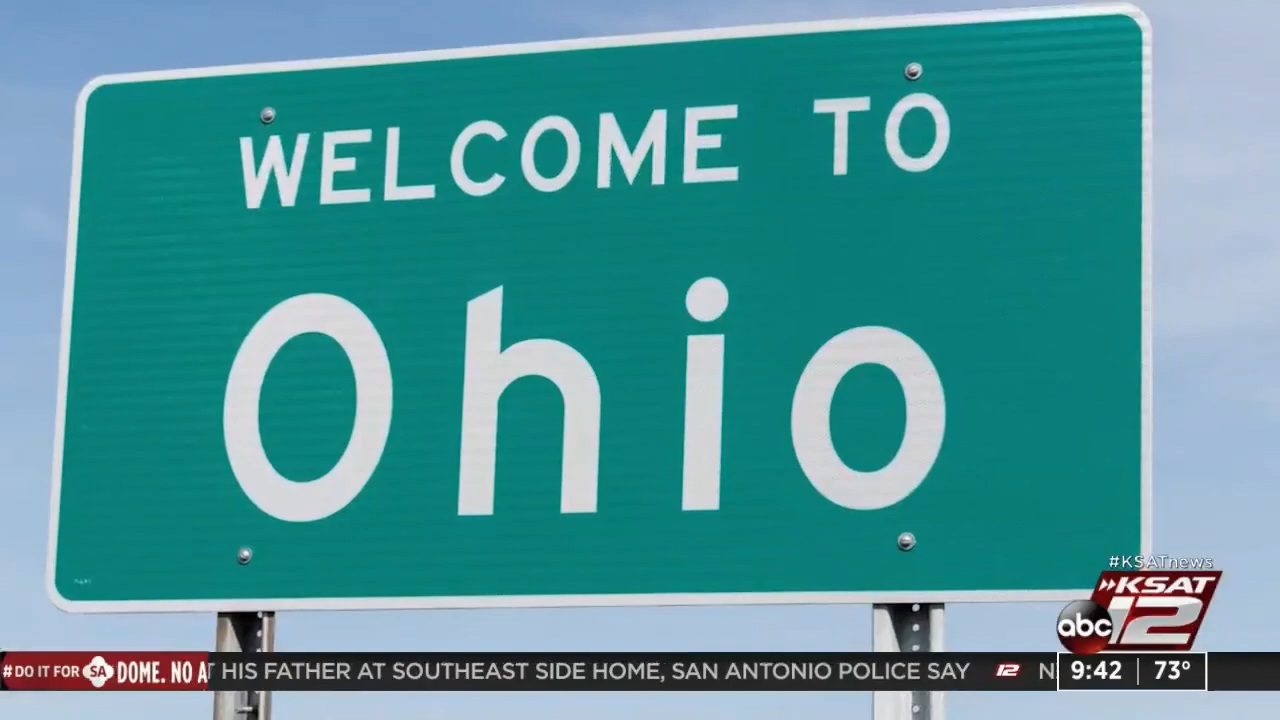 WELCOME TO
Ohio
#KSATnews
KSAT
abc 12
#DO IT FOR SA DOME. NO A
HIS FATHER AT SOUTHEAST SIDE HOME, SAN ANTONIO POLICE SAY 12 N
9:42 73°